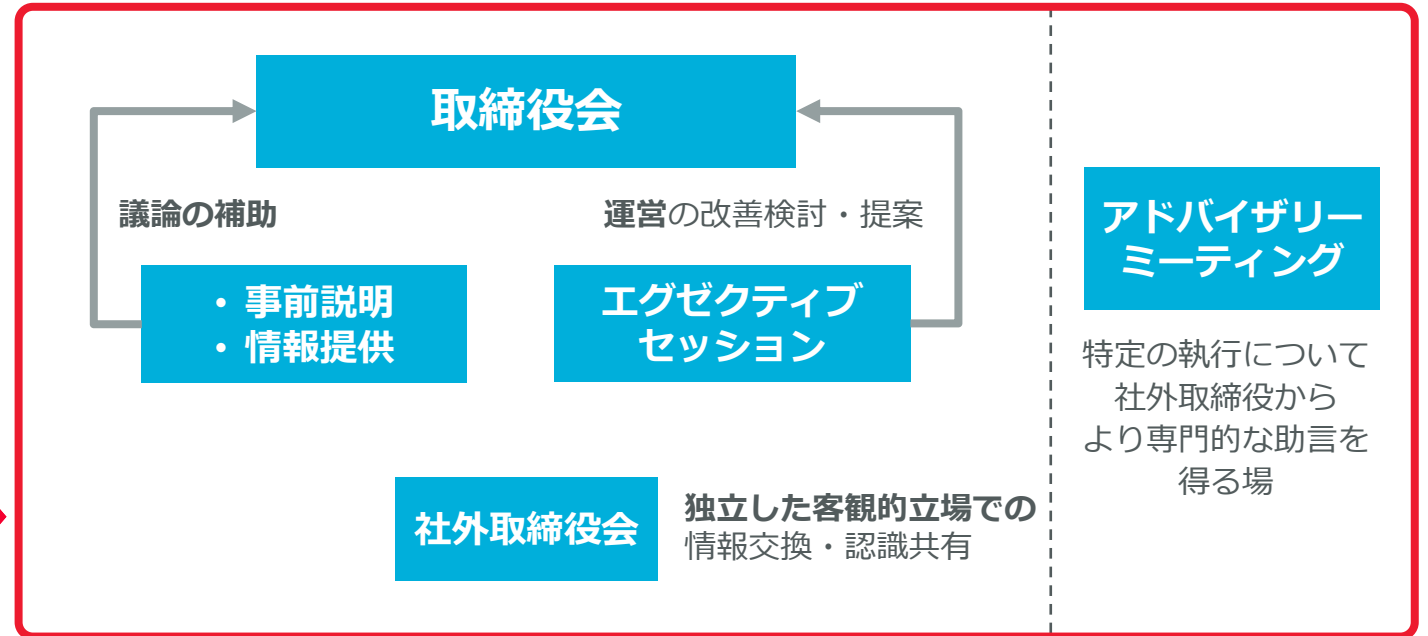 取締役会
議論の補助
運営の改善検討・提案
・事前説明
・情報提供
エグゼクティブ
セッション
社外取締役会
独立した客観的立場での
情報交換・認識共有
アドバイザリー
ミーティング
特定の執行について
社外取締役から
より専門的な助言を
得る場